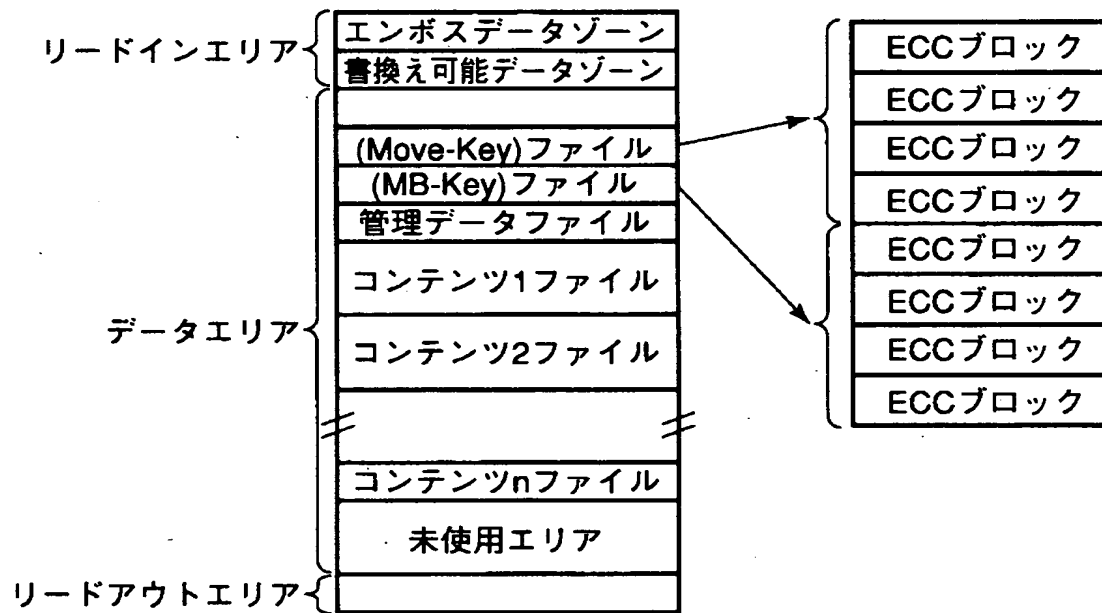 リードインエリア
エンボスデータゾーン
書換え可能データゾーン
データエリア
(Move-Key)ファイル
(MB-Key)ファイル
管理データファイル
コンテンツ1ファイル
コンテンツ2ファイル
コンテンツnファイル
未使用エリア
リードアウトエリア
ECCブロック
ECCブロック
ECCブロック
ECCブロック
ECCブロック
ECCブロック
ECCブロック
ECCブロック